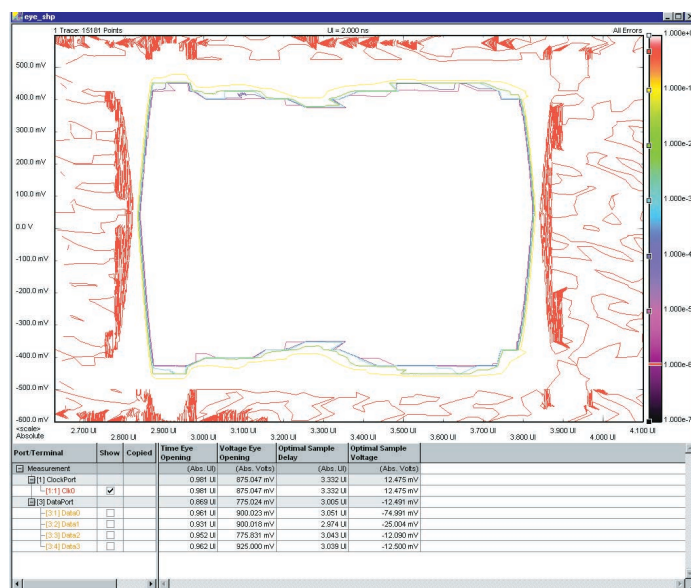 eye_shp
1 Trace: 15181 Points UI = 2.000 ns All Errors
500.0 mV
400.0 mV
300.0 mV
200.0 mV
100.0 mV
0.0 V
-100.0 mV
-200.0 mV
-300.0 mV
-400.0 mV
-500.0 mV
-600.0 mV
1.000e-1
1.000e-2
1.000e-3
1.000e-4
1.000e-5
1.000e-6
1.000e-7
<scale>
Absolute
2.700 UI 2.800 UI 2.900 UI 3.000 UI 3.100 UI 3.200 UI 3.300 UI 3.400 UI 3.500 UI 3.600 UI 3.700 UI 3.800 UI 3.900 UI 4.000 UI 4.100 UI
Port/Terminal Show Copied Time Eye Opening Voltage Eye Opening Optimal Sample Delay Optimal Sample Voltage
Measurement (Abs. UI) (Abs. Volts) (Abs. UI) (Abs. Volts)
[1] ClockPort 0.981 UI 875.047 mV 3.332 UI 12.475 mV
[1:1] Clk0 0.981 UI 875.047 mV 3.332 UI 12.475 mV
[3] DataPort 0.869 UI 775.024 mV 3.005 UI -12.491 mV
[3:1] Data0 0.961 UI 900.023 mV 3.051 UI -74.991 mV
[3:2] Data1 0.931 UI 900.018 mV 2.974 UI -25.004 mV
[3:3] Data2 0.952 UI 775.831 mV 3.043 UI -12.090 mV
[3:4] Data3 0.962 UI 925.000 mV 3.039 UI -12.500 mV